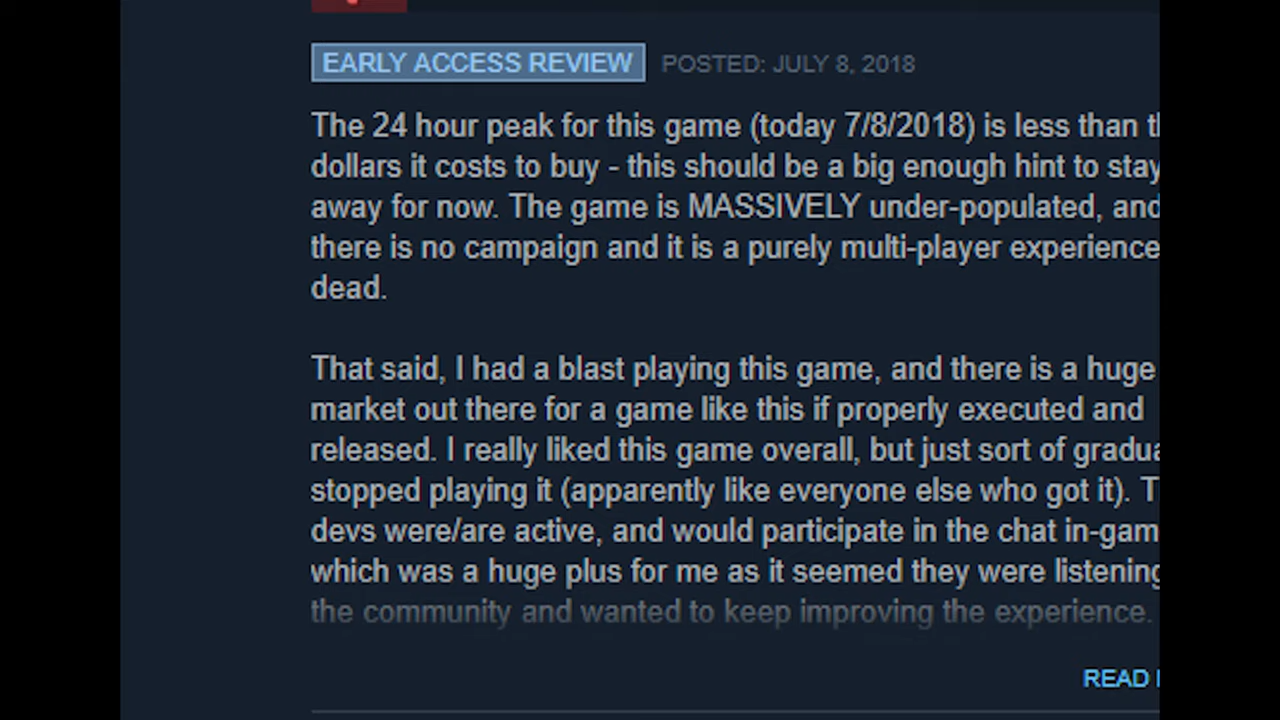 EARLY ACCESS REVIEW POSTED: JULY 8, 2018
The 24 hour peak for this game (today 7/8/2018) is less than
dollars it costs to buy - this should be a big enough hint to stay
away for now. The game is MASSIVELY under-populated, and
there is no campaign and it is a purely multi-player experience
dead.
That said, I had a blast playing this game, and there is a huge
market out there for a game like this if properly executed and
released. I really liked this game overall, but just sort of
stopped playing it (apparently like everyone else who got it).
devs were/are active, and would participate in the chat
which was a huge plus for me as it seemed they were listening
the community and wanted to keep improving the experience.
READ